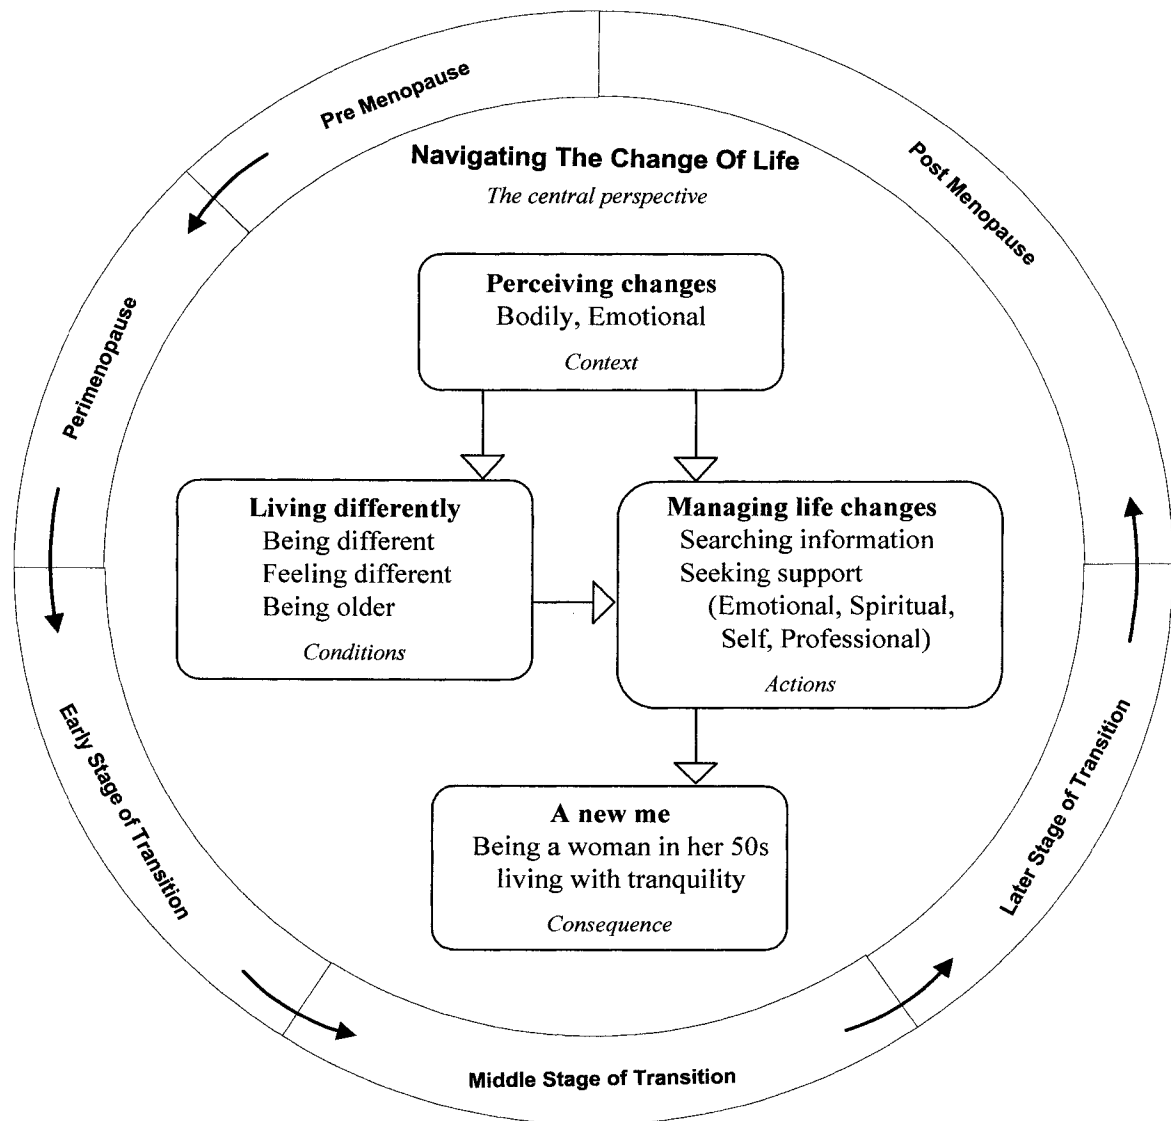 Pre Menopause
Post Menopause
Navigating The Change Of Life
The central perspective
Perceiving changes
Bodily, Emotional
Context
Perimenopause
Living differently
Being different
Feeling different
Being older
Conditions
Managing life changes
Searching information
Seeking support
(Emotional, Spiritual,
Self, Professional)
Actions
Early Stage of Transition
Later Stage of Transition
A new me
Being a woman in her 50s
living with tranquility
Consequence
Middle Stage of Transition